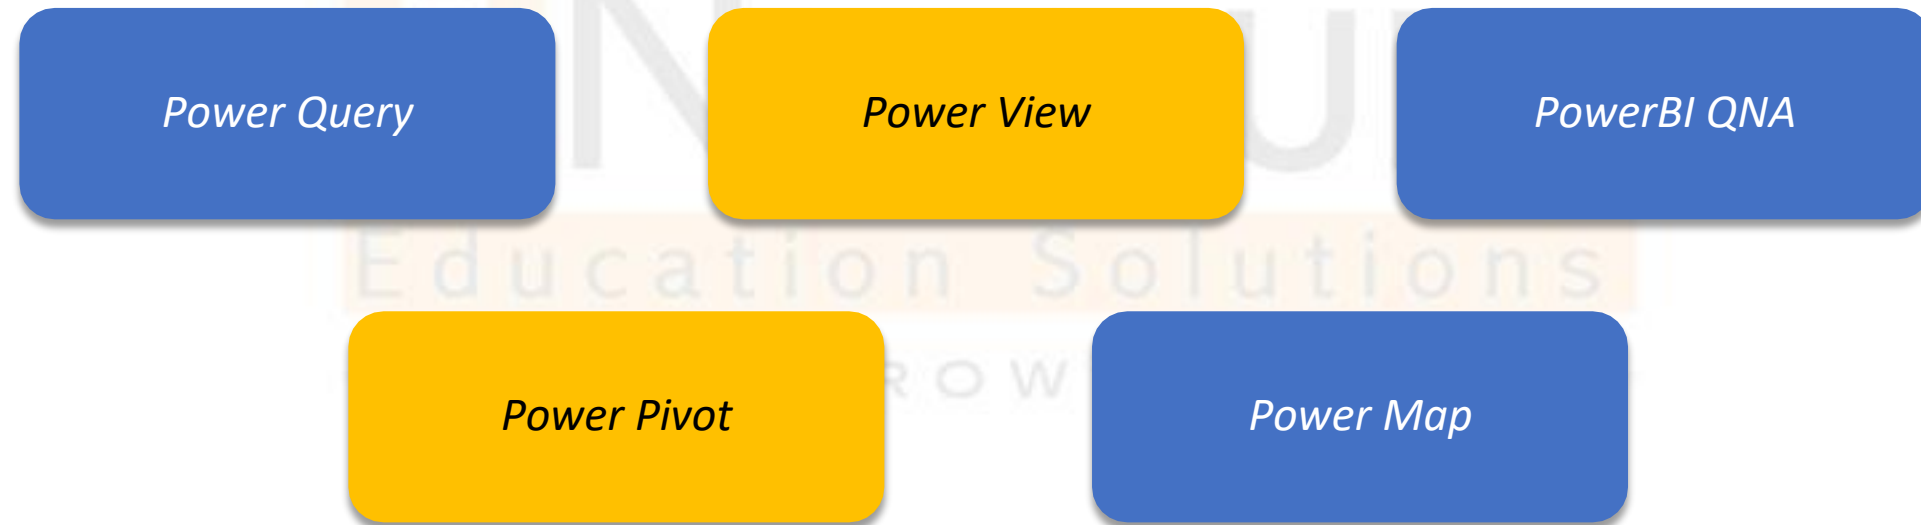 Power Query
Power View
PowerBI QNA
Education Solutions
Power Pivot
Power Map